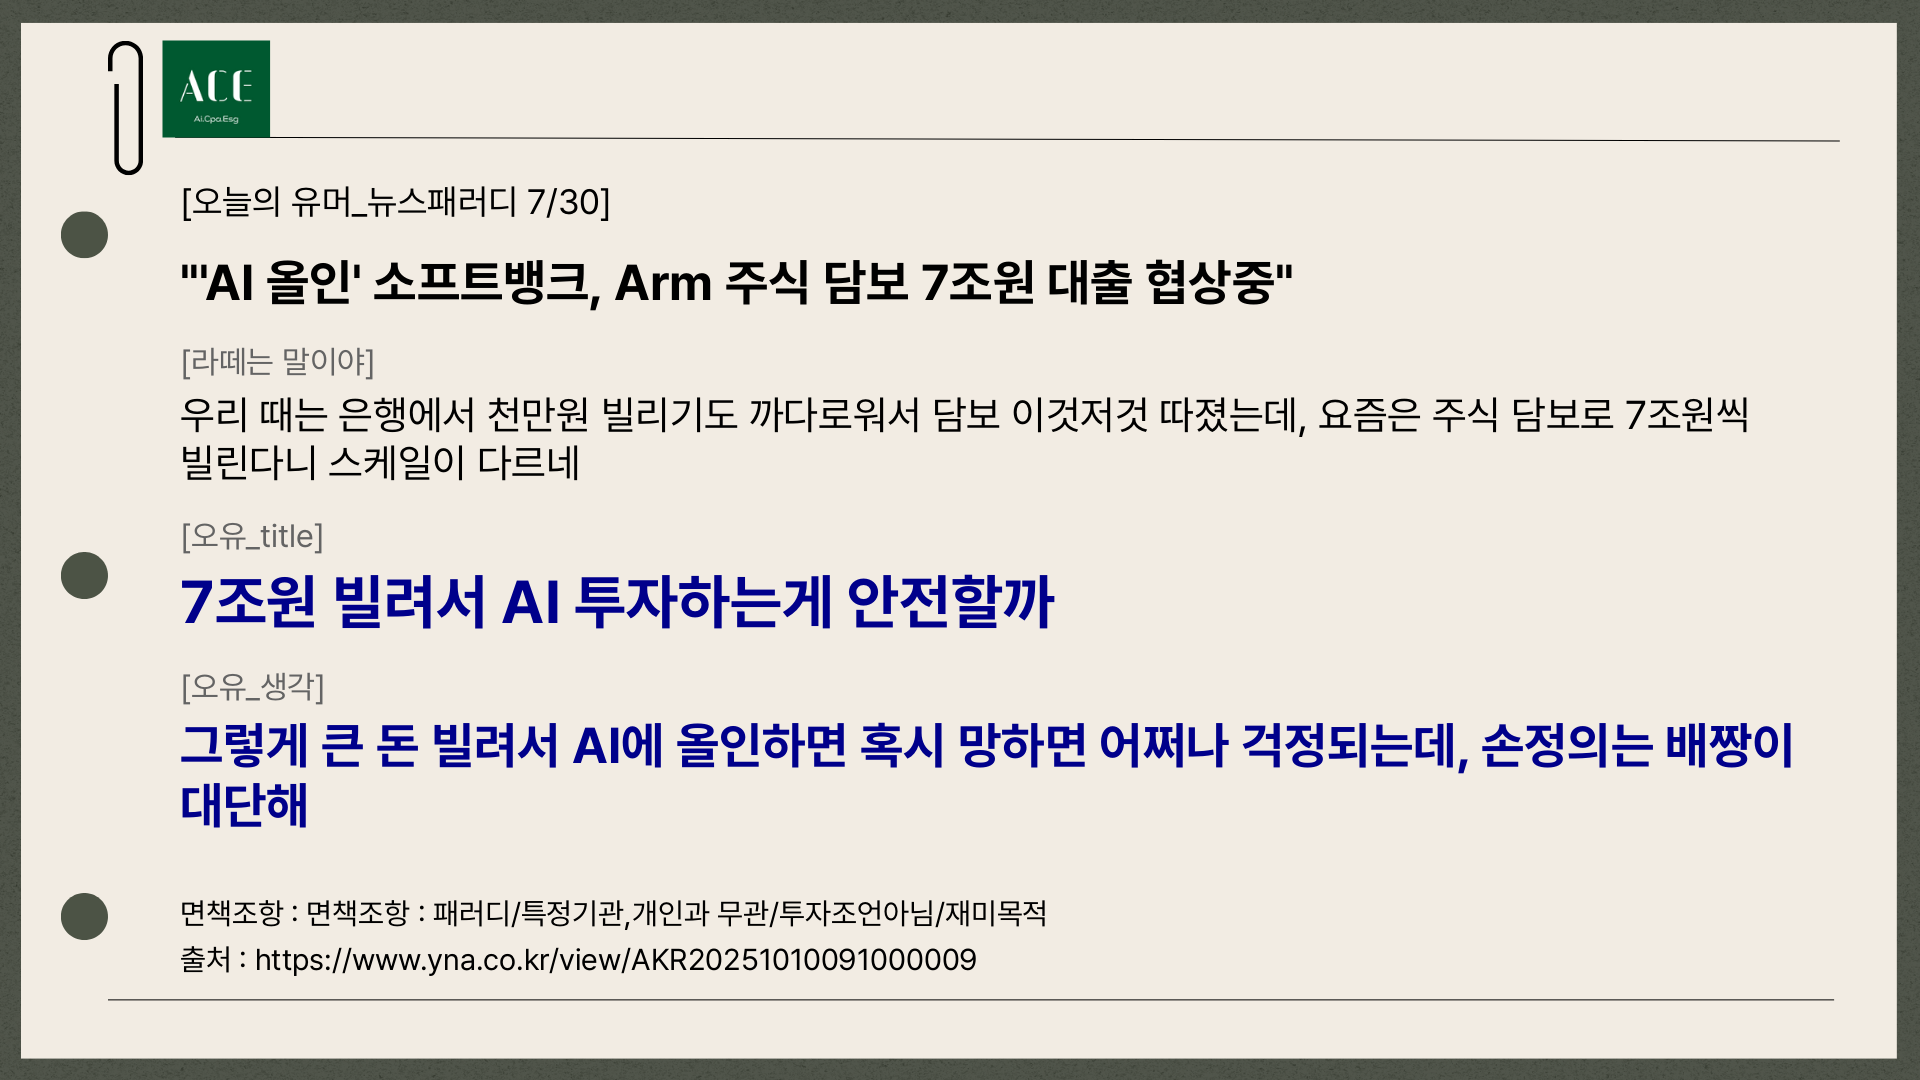 ACE
Ai.Cpa.Esg
[오늘의 유머_뉴스패러디 7/30]
"'AI 올인' 소프트뱅크, Arm 주식 담보 7조원 대출 협상중"
[라떼는 말이야]
우리 때는 은행에서 천만원 빌리기도 까다로워서 담보 이것저것 따졌는데, 요즘은 주식 담보로 7조원씩
빌린다니 스케일이 다르네
[오유_title]
7조원 빌려서 AI 투자하는게 안전할까
[오유_생각]
그렇게 큰 돈 빌려서 AI에 올인하면 혹시 망하면 어쩌나 걱정되는데, 손정의는 배짱이
대단해
면책조항 : 면책조항 : 패러디/특정기관,개인과 무관/투자조언아님/재미목적
출처 : https://www.yna.co.kr/view/AKR20251010091000009